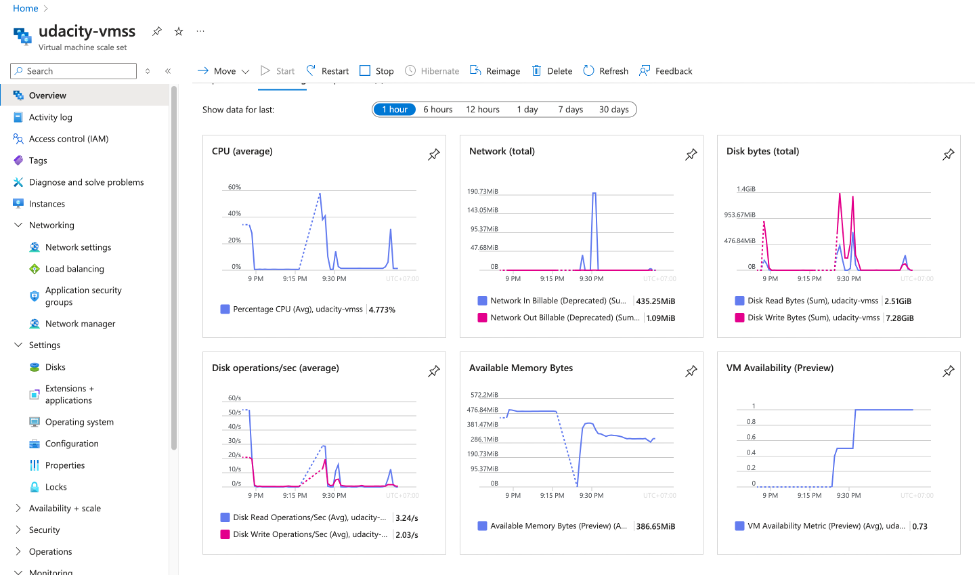 Home
udacity-vmss
Virtual machine scale set
Search
Move
Start
Restart
Stop
Hibernate
Reimage
Delete
Refresh
Feedback
Overview
Activity log
Access control (IAM)
Tags
Diagnose and solve problems
Instances
Networking
Network settings
Load balancing
Application security
groups
Network manager
Settings
Disks
Extensions +
applications
Operating system
Configuration
Properties
Locks
Availability + scale
Security
Operations
Monitoring
Show data for last:
1 hour
6 hours
12 hours
1 day
7 days
30 days
CPU (average)
60%
40%
20%
0%
9 PM 9:15 PM 9:30 PM UTC+07:00
Percentage CPU (Avg), udacity-vmss 4.773%
Network (total)
190.73MiB
143.05MiB
95.37MiB
47.68MiB
0B
9 PM 9:15 PM 9:30 PM UTC+07:00
Network In Billable (Deprecated) (Su... 435.25MiB
Network Out Billable (Deprecated) (Sum... 1.09MiB
Disk bytes (total)
1.4GiB
953.67MiB
476.84MiB
0B
9 PM 9:15 PM 9:30 PM UTC+07:00
Disk Read Bytes (Sum), udacity-vmss 2.51GiB
Disk Write Bytes (Sum), udacity-vmss 7.28GiB
Disk operations/sec (average)
60/s
50/s
40/s
30/s
20/s
10/s
0/s
9 PM 9:15 PM 9:30 PM UTC+07:00
Disk Read Operations/Sec (Avg), udacity-... 3.24/s
Disk Write Operations/Sec (Avg), udacity-... 2.03/s
Available Memory Bytes
572.2MiB
476.84MiB
381.47MiB
286.1MiB
190.73MiB
95.37MiB
0B
9 PM 9:15 PM 9:30 PM UTC+07:00
Available Memory Bytes (Preview) (A... 386.65MiB
VM Availability (Preview)
1
0.8
0.6
0.4
0.2
0
9 PM 9:15 PM 9:30 PM UTC+07:00
VM Availability Metric (Preview) (Avg), uda... 0.73